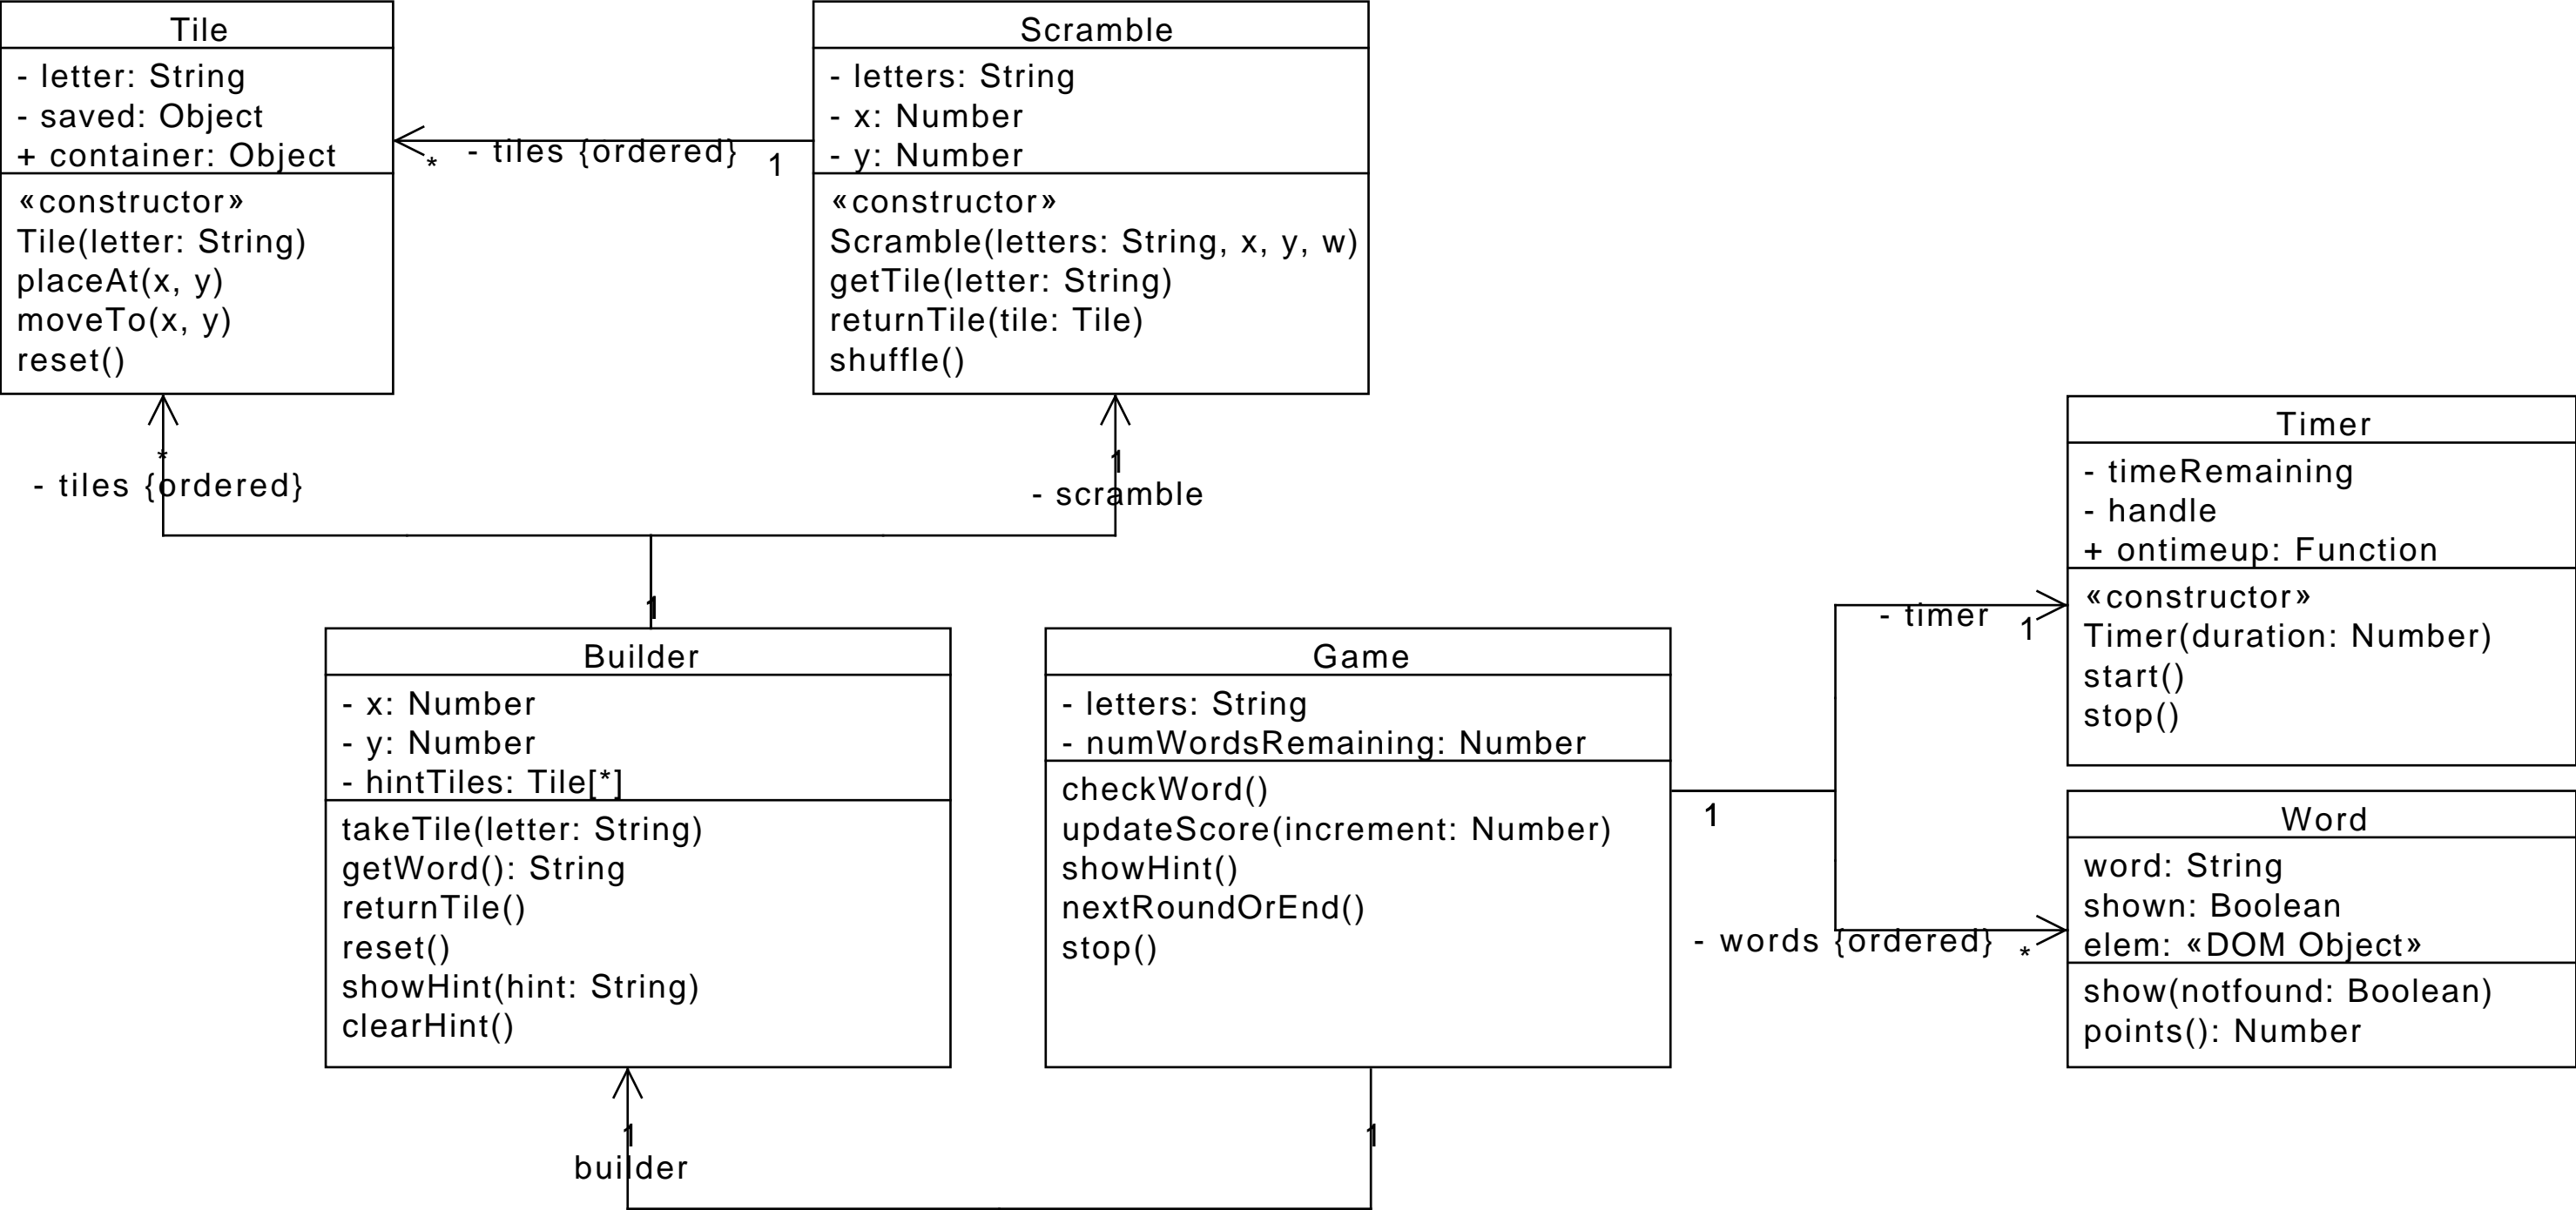 Tile
- letter: String
- saved: Object
+ container: Object
«constructor»
Tile(letter: String)
placeAt(x, y)
moveTo(x, y)
reset()
* - tiles {ordered} 1
Scramble
- letters: String
- x: Number
- y: Number
«constructor»
Scramble(letters: String, x, y, w)
getTile(letter: String)
returnTile(tile: Tile)
shuffle()
*
- tiles {ordered}
1
- scramble
1
Builder
- x: Number
- y: Number
- hintTiles: Tile[*]
takeTile(letter: String)
getWord(): String
returnTile()
reset()
showHint(hint: String)
clearHint()
Game
- letters: String
- numWordsRemaining: Number
checkWord()
updateScore(increment: Number)
showHint()
nextRoundOrEnd()
stop()
1
- timer 1
- words {ordered} *
Timer
- timeRemaining
- handle
+ ontimeup: Function
«constructor»
Timer(duration: Number)
start()
stop()
Word
word: String
shown: Boolean
elem: «DOM Object»
show(notfound: Boolean)
points(): Number
1
builder
1